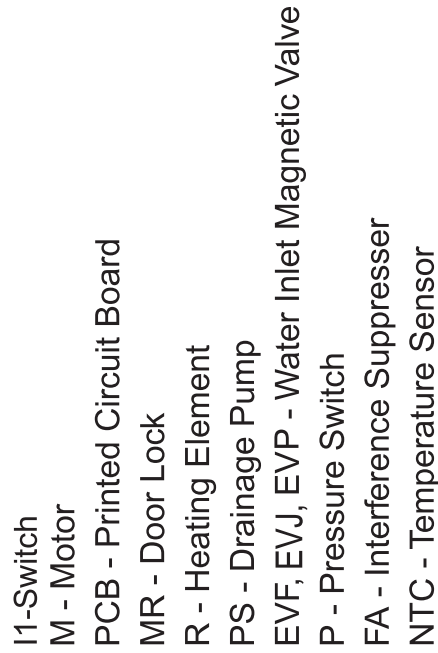 I1-Switch
M - Motor
PCB - Printed Circuit Board
MR - Door Lock
R - Heating Element
PS - Drainage Pump
EVF, EVJ, EVP - Water Inlet Magnetic Valve
P - Pressure Switch
FA - Interference Suppresser
NTC - Temperature Sensor